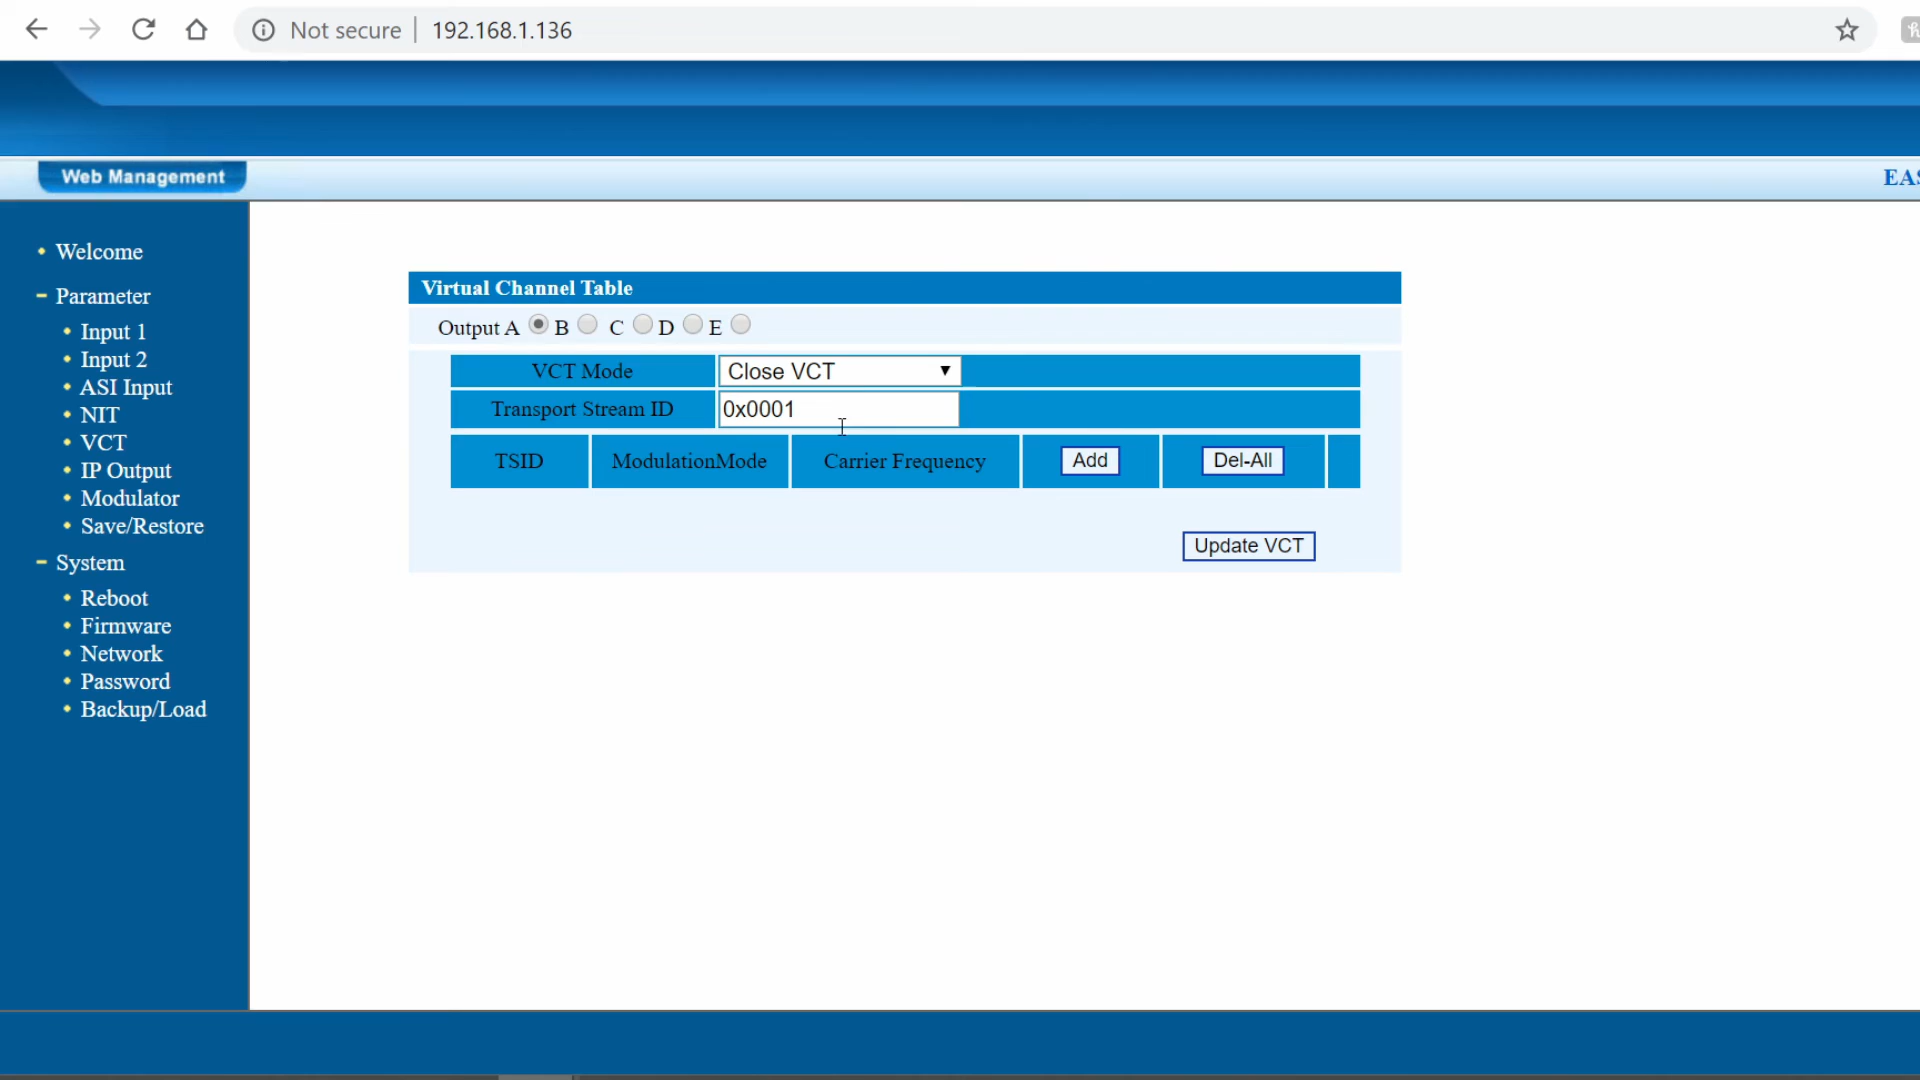 Not secure | 192.168.1.136
Web Management
Welcome
Parameter
Input 1
Input 2
ASI Input
NIT
VCT
IP Output
Modulator
Save/Restore
System
Reboot
Firmware
Network
Password
Backup/Load
Virtual Channel Table
Output A B C D E
VCT Mode Close VCT
Transport Stream ID 0x0001
TSID ModulationMode Carrier Frequency Add Del-All
Update VCT